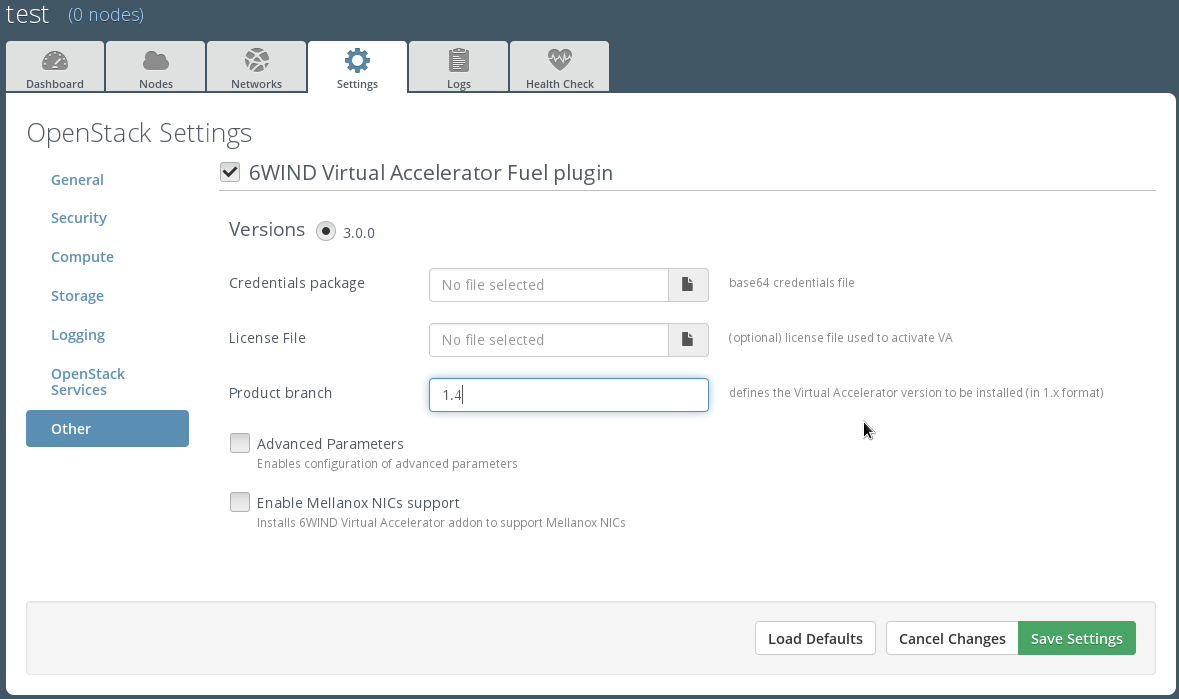 test (0 nodes)
Dashboard Nodes Networks Settings Logs Health Check
OpenStack Settings
General
Security
Compute
Storage
Logging
OpenStack
Services
Other
6WIND Virtual Accelerator Fuel plugin
Versions 3.0.0
Credentials package No file selected base64 credentials file
License File No file selected (optional) license file used to activate VA
Product branch 1.4 defines the Virtual Accelerator version to be installed (in 1.x format)
Advanced Parameters
Enables configuration of advanced parameters
Enable Mellanox NICs support
Installs 6WIND Virtual Accelerator addon to support Mellanox NICs
Load Defaults Cancel Changes Save Settings